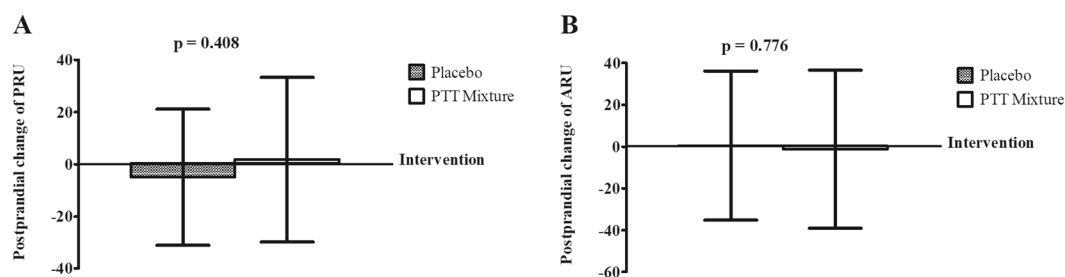 A
p = 0.408
Postprandial change of PRU
40
20
0
-20
-40
Placebo
PTT Mixture
Intervention
B
p = 0.776
Postprandial change of ARU
40
20
0
-20
-40
-60
Placebo
PTT Mixture
Intervention